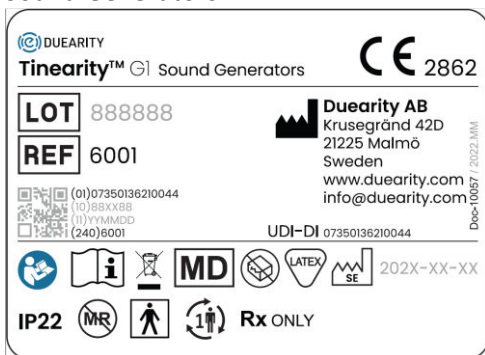 DUEARITY
Tinearity™ G1 Sound Generators
CE 2862
LOT 888888
REF 6001
(01)07350136210044
(10)88XX88
(11)YYMMDD
(240)6001
Duearity AB
Krusegränd 42D
21225 Malmö
Sweden
www.duearity.com
info@duearity.com
UDI-DI 07350136210044
Doc-10057 / 2022.MM
MD
LATEX
SE
202X-XX-XX
IP22
MR
1
Rx ONLY